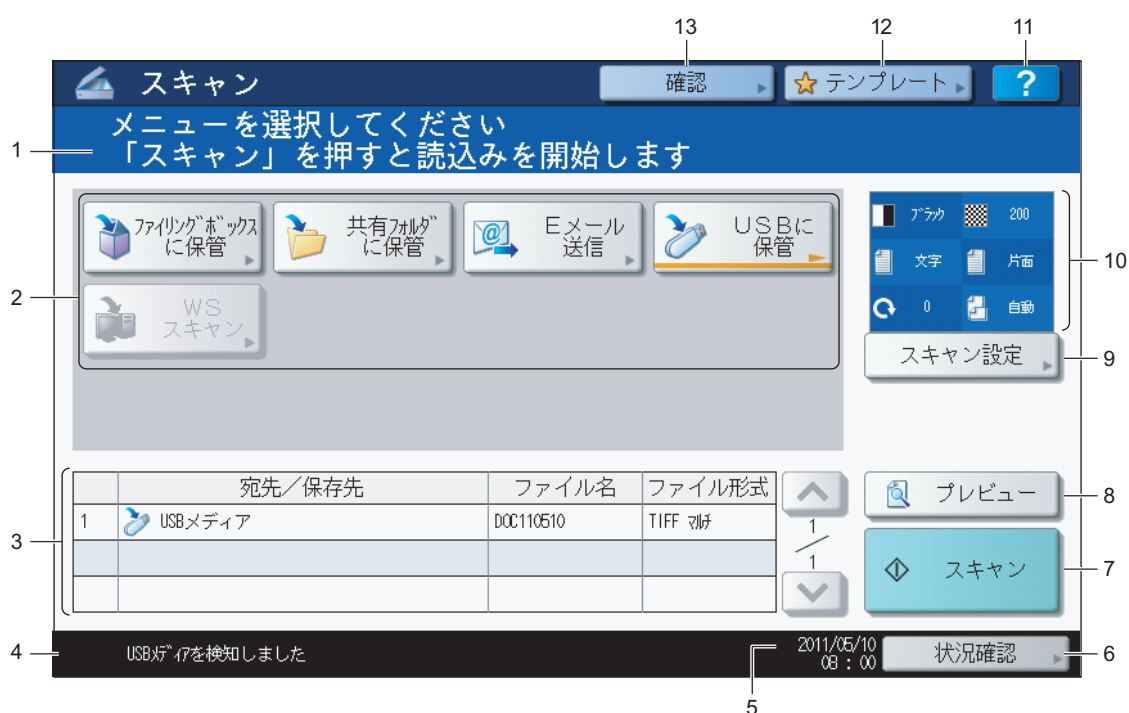 13
12
11
スキャン
確認
テンプレート
?
1
メニューを選択してください
「スキャン」を押すと読込みを開始します
2
ファイリングボックス
に保管
共有フォルダ
に保管
Eメール
送信
USBに
保管
WS
スキャン
ブラック
200
文字
片面
0
自動
10
スキャン設定
9
3
宛先/保存先
ファイル名
ファイル形式
1
USBメディア
DOC110510
TIFF マルチ
1
1
プレビュー
8
スキャン
7
4
USBメディアを検知しました
5
2011/05/10
08 : 00
状況確認
6